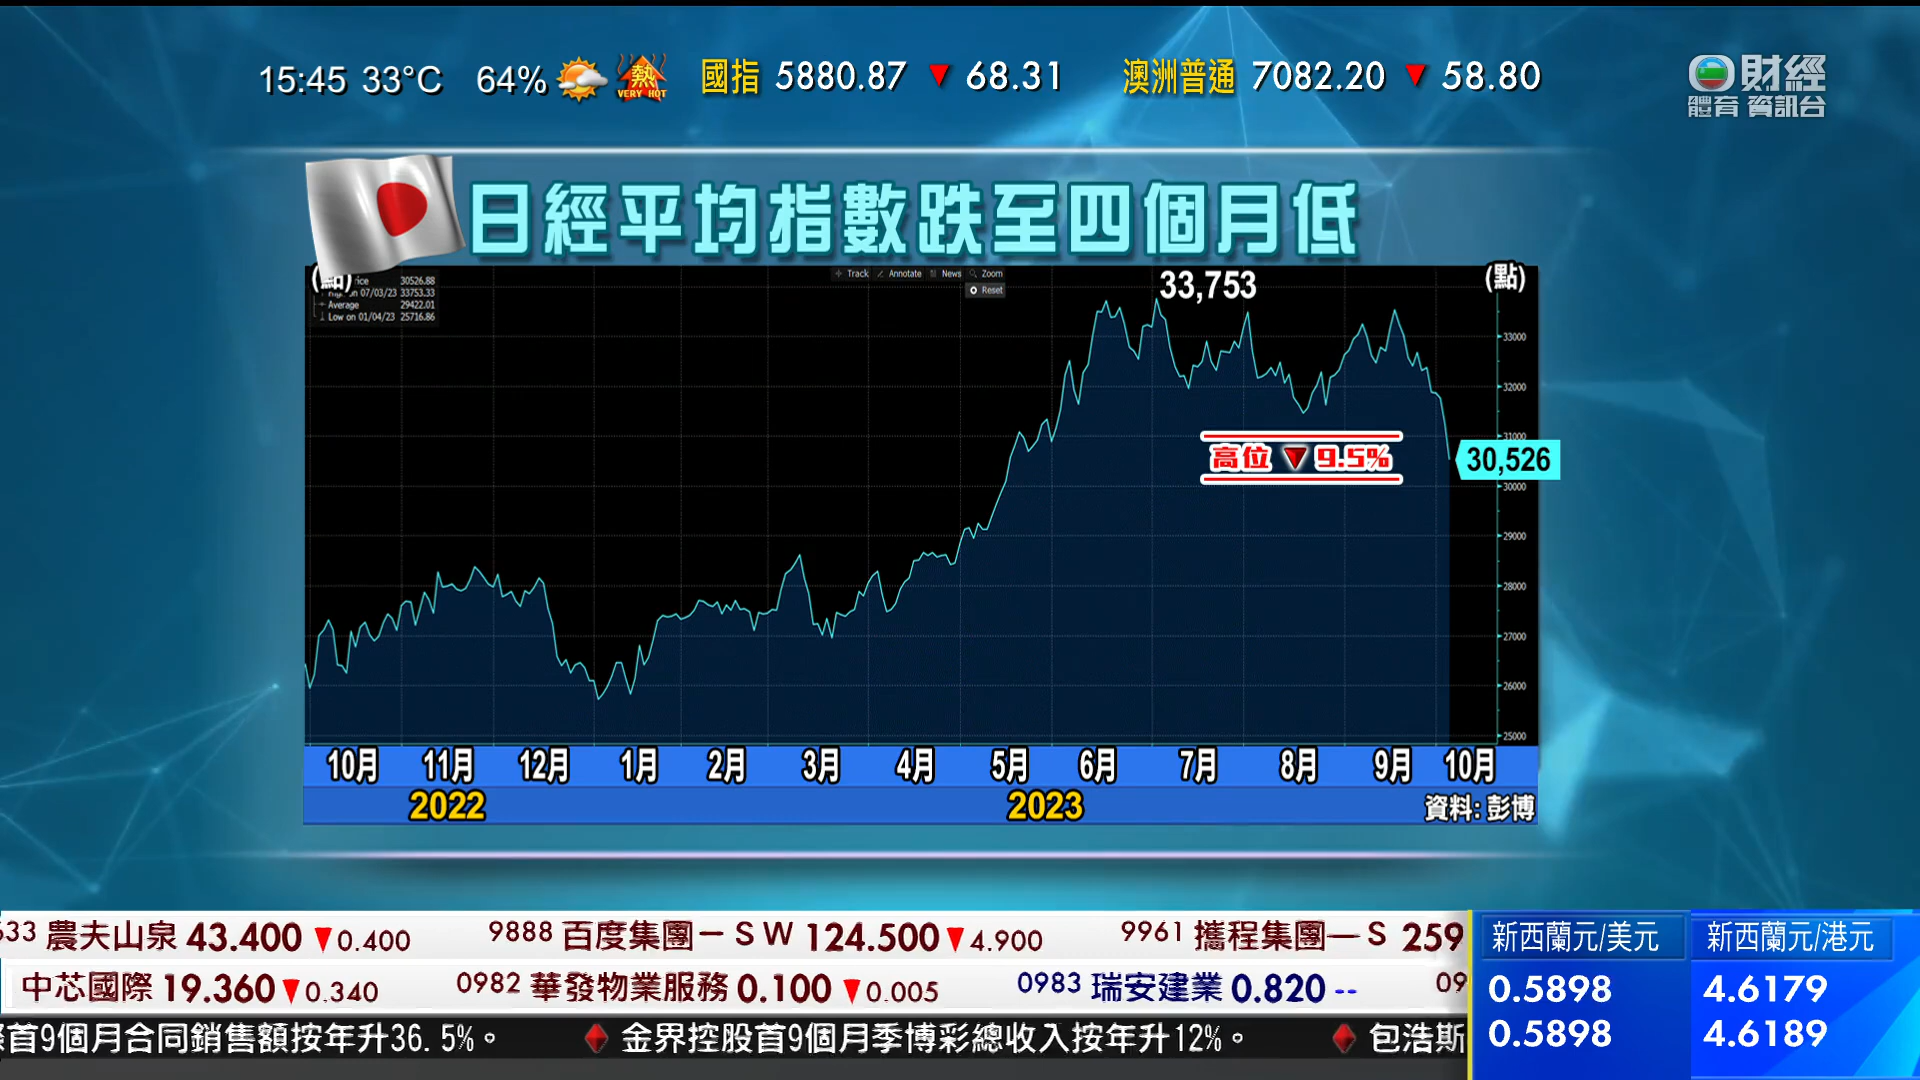 15:45 33°C 64% 熱 VERY HOT 國指 5880.87 ▼ 68.31 澳洲普通 7082.20 ▼ 58.80
財經
體育 資訊台
日經平均指數跌至四個月低
(點) 30526.88
on 07/03/23 33753.33
Average 29422.01
Low on 01/04/23 25716.86
Track Annotate News Zoom
Reset
33,753
(點)
33000
32000
31000
30000
29000
28000
27000
26000
25000
高位 ▼ 9.5%
30,526
10月 11月 12月 1月 2月 3月 4月 5月 6月 7月 8月 9月 10月
2022 2023 資料: 彭博
633 農夫山泉 43.400 ▼ 0.400 9888 百度集團－ＳＷ 124.500 ▼ 4.900 9961 攜程集團—Ｓ 259
中芯國際 19.360 ▼ 0.340 0982 華發物業服務 0.100 ▼ 0.005 0983 瑞安建業 0.820 -- 09
首9個月合同銷售額按年升36.5%。 ♦ 金界控股首9個月季博彩總收入按年升12%。 ♦ 包浩斯
新西蘭元/美元 新西蘭元/港元
0.5898 4.6179
0.5898 4.6189